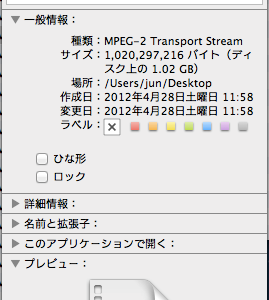 一般情報：
種類：MPEG-2 Transport Stream
サイズ：1,020,297,216 バイト（ディ
スク上の 1.02 GB）
場所：/Users/jun/Desktop
作成日：2012年4月28日土曜日 11:58
変更日：2012年4月28日土曜日 11:58
ラベル：
ひな形
ロック
詳細情報：
名前と拡張子：
このアプリケーションで開く：
プレビュー：